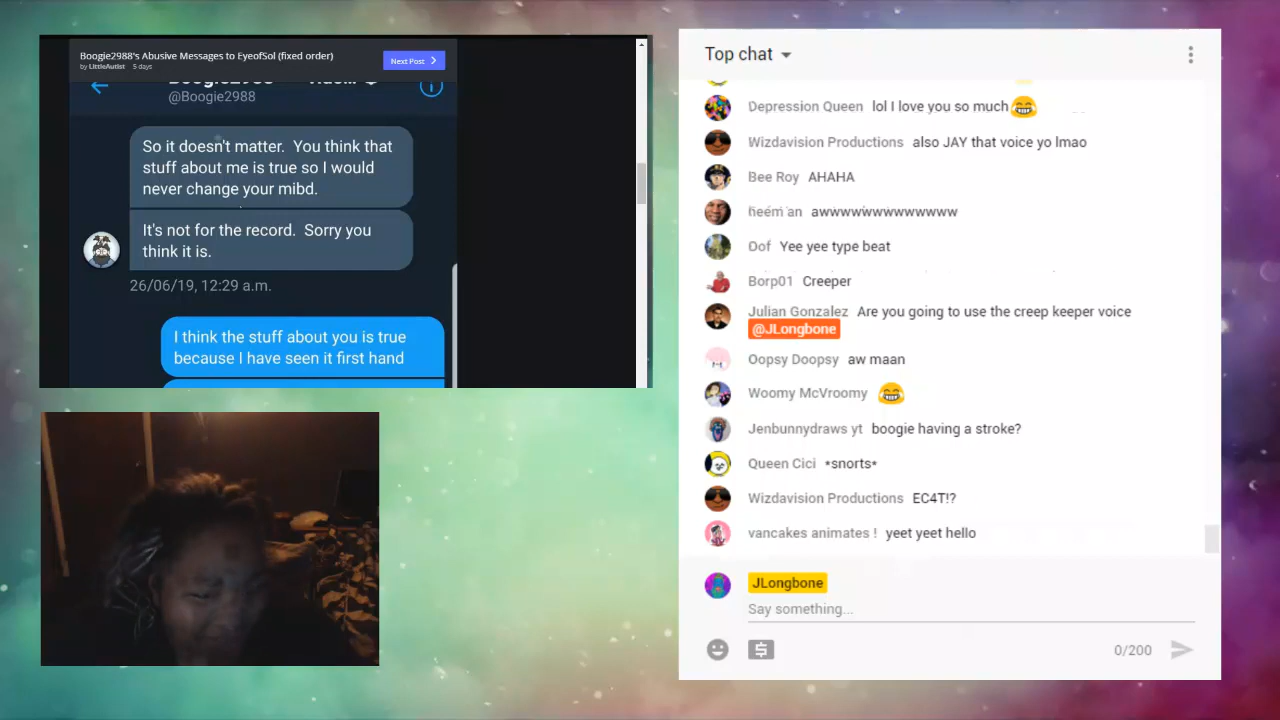 Boogie2988's Abusive Messages to EyeofSol (fixed order)
by LittleAutist 5 days
Next Post
@Boogie2988
So it doesn't matter. You think that
stuff about me is true so I would
never change your mibd.
It's not for the record. Sorry you
think it is.
26/06/19, 12:29 a.m.
I think the stuff about you is true
because I have seen it first hand
Top chat
Depression Queen lol I love you so much 😂
Wizdavision Productions also JAY that voice yo lmao
Bee Roy AHAHA
awwwwwwwwwwwww
Oof Yee yee type beat
Borp01 Creeper
Julian Gonzalez Are you going to use the creep keeper voice
@JLongbone
Oopsy Doopsy aw maan
Woomy McVroomy 😂
Jenbunnydraws yt boogie having a stroke?
Queen Cici *snorts*
Wizdavision Productions EC4T!?
vancakes animates ! yeet yeet hello
JLongbone
Say something...
0/200